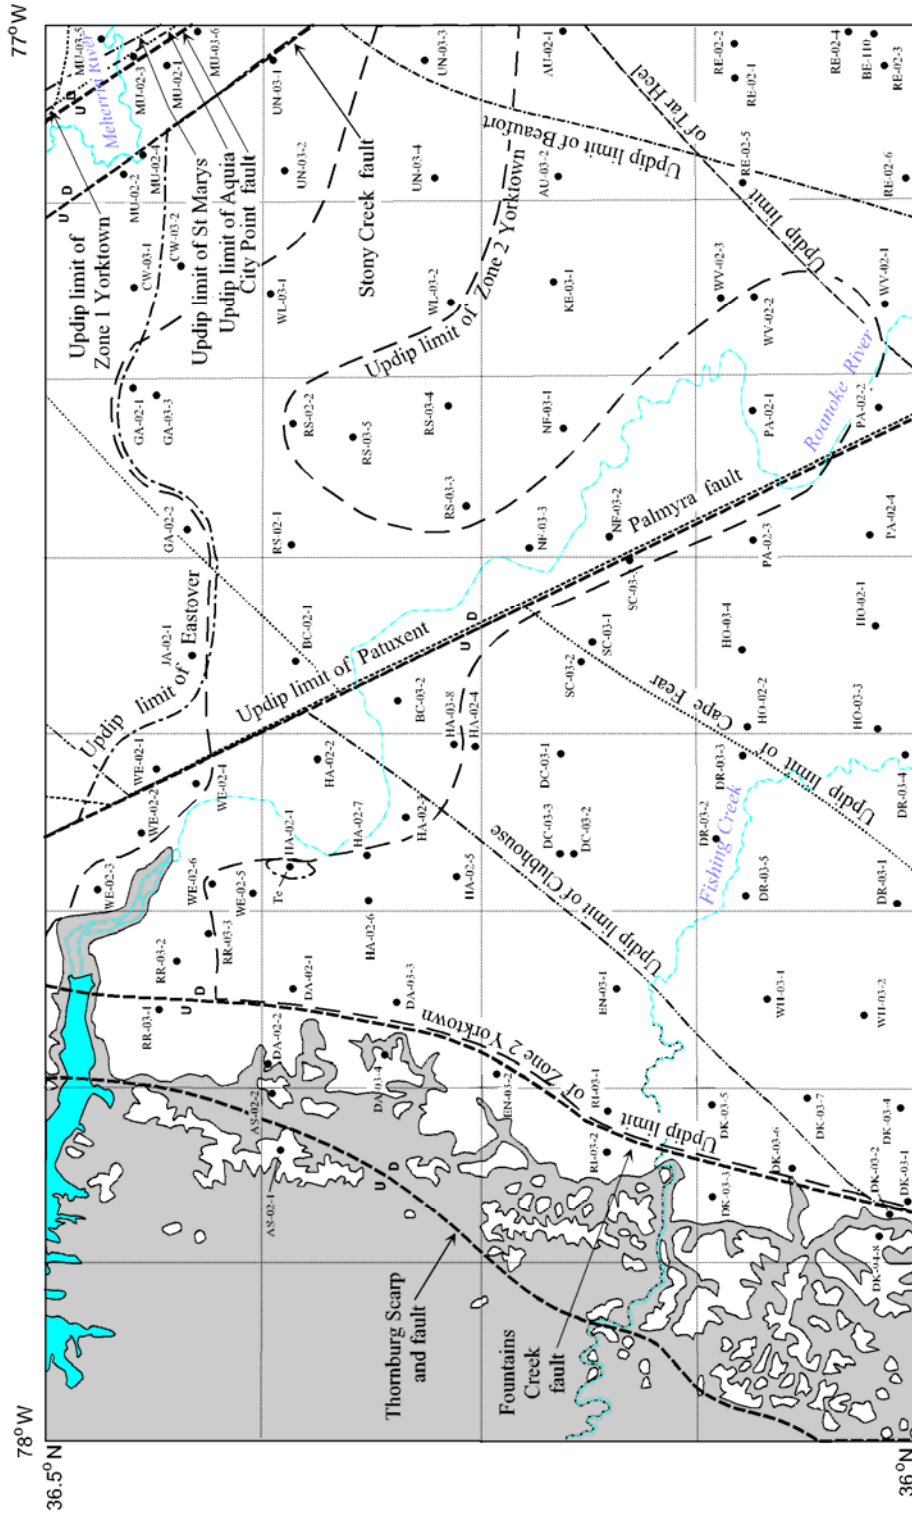 78°W
77°W
36.5°N
36°N
MU-03-5
Meherrin River
MU-02-3
MU-02-1
MU-03-6
MU-02-4
MU-02-2
CW-03-1
CW-03-2
UN-03-1
UN-03-2
UN-03-3
UN-03-4
AU-02-1
AU-03-2
RE-02-2
RE-02-1
RE-02-4
BE-110
RE-02-3
RE-02-5
RE-02-6
U
D
U
D
Updip limit of
Zone 1 Yorktown
Updip limit of St Marys
Updip limit of Aquia
City Point fault
Stony Creek fault
Updip limit of Zone 2 Yorktown
Updip limit of Beaufort
Updip limit
of Tar Heel
WL-03-1
WL-03-2
KE-03-1
WV-02-3
WV-02-2
WV-02-1
GA-02-1
GA-03-3
GA-02-2
RS-02-2
RS-03-5
RS-03-4
RS-03-3
RS-02-1
NF-03-1
NF-03-3
NF-03-2
PA-02-1
PA-02-2
PA-02-3
PA-02-4
Roanoke River
Palmyra fault
Updip limit of Patuxent
U
D
Updip limit of
Eastover
JA-02-1
BC-02-1
BC-03-2
SC-03-1
SC-03-2
HO-03-4
HO-02-1
HO-02-2
HO-03-3
WE-02-1
WE-02-2
WE-02-4
WE-02-3
WE-02-6
WE-02-5
HA-02-2
HA-03-8
HA-02-4
HA-02-1
HA-02-7
HA-02-5
HA-02-6
Te
DC-03-1
DC-03-3
DC-03-2
DR-03-3
DR-03-4
DR-03-2
DR-03-5
DR-03-1
Updip limit of
Cape Fear
Fishing Creek
Updip limit of Clubhouse
RR-03-2
RR-03-3
RR-03-1
U
D
DA-02-1
DA-03-3
DA-02-2
DA-03-4
EN-03-1
EN-03-2
WH-03-1
WH-03-2
Updip limit
of Zone 2 Yorktown
AS-02-2
AS-02-1
U
D
RI-03-1
RI-03-2
DK-03-5
DK-03-7
DK-03-4
DK-03-6
DK-03-3
DK-03-2
DK-03-1
DK-94-8
Thornburg Scarp
and fault
Fountains
Creek
fault